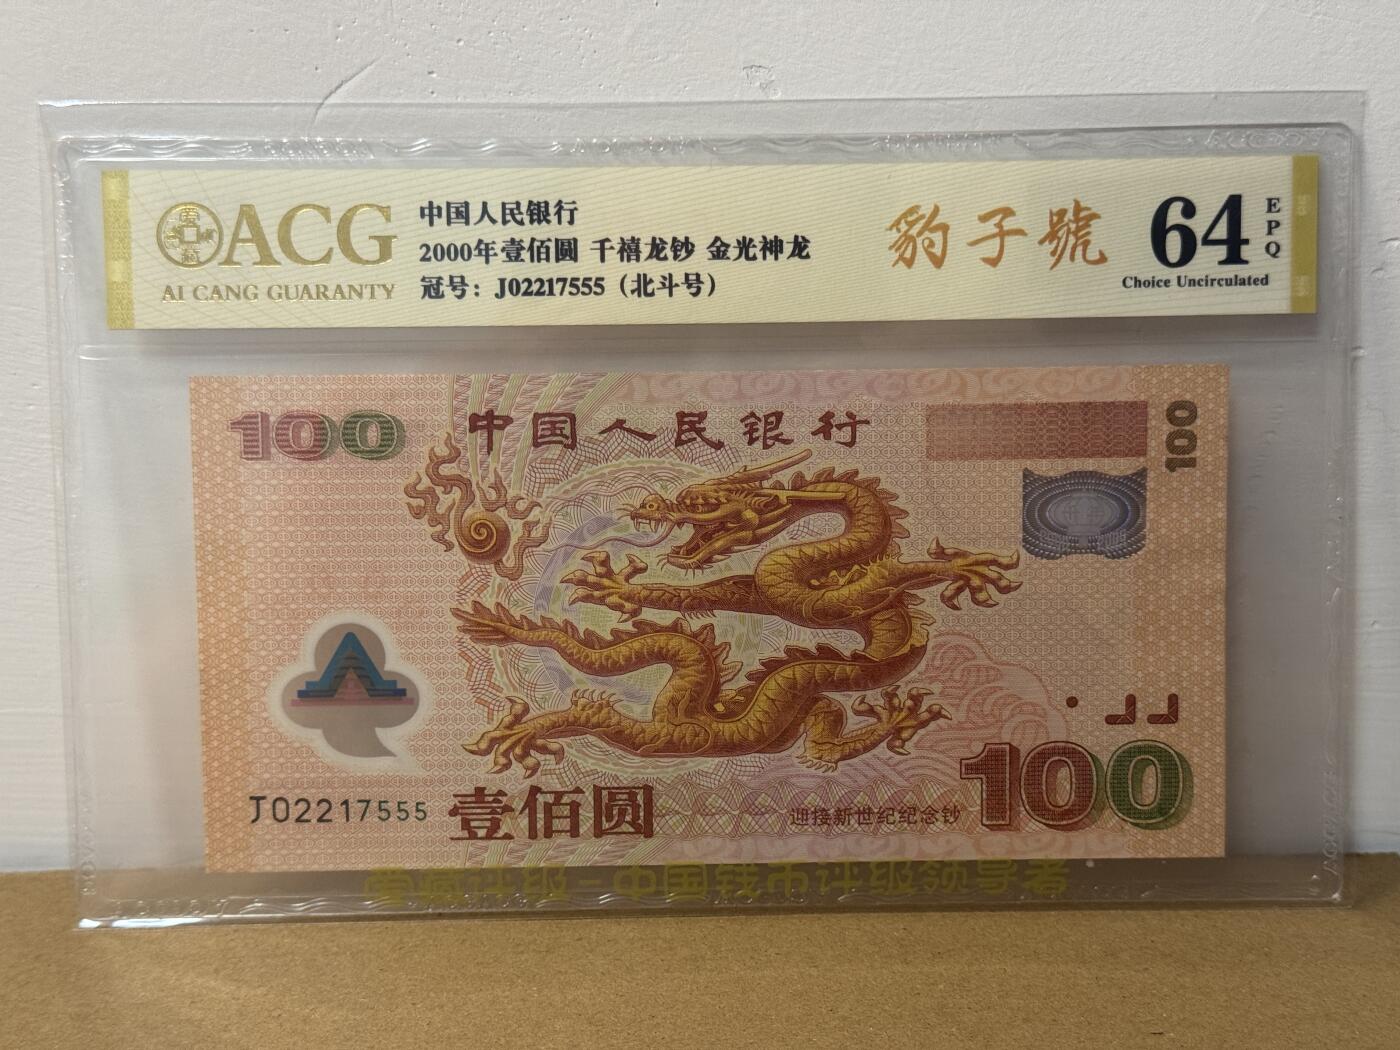 ACG
AI CANG GUARANTY
中国人民银行
2000年壹佰圆 千禧龙钞 金光神龙
冠号：J02217555（北斗号）
豹子號
64
EPQ
Choice Uncirculated
100
中国人民银行
100
J02217555
壹佰圆
迎接新世纪纪念钞
100
爱藏评级-中国钱币评级领导者